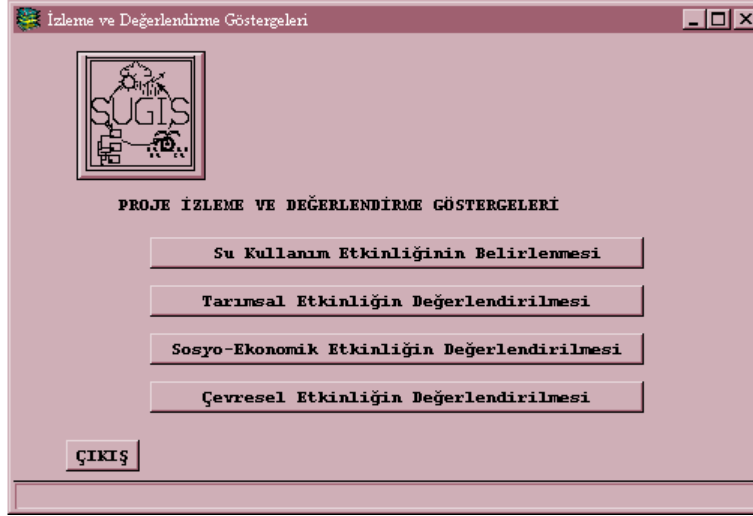 İzleme ve Değerlendirme Göstergeleri
SUGIS
PROJE İZLEME VE DEĞERLENDİRME GÖSTERGELERİ
Su Kullanım Etkinliğinin Belirlenmesi
Tarımsal Etkinliğin Değerlendirilmesi
Sosyo-Ekonomik Etkinliğin Değerlendirilmesi
Çevresel Etkinliğin Değerlendirilmesi
ÇIKIŞ